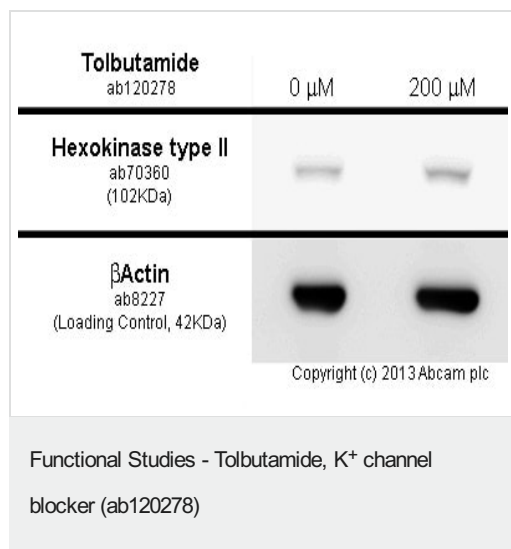 Tolbutamide
ab120278
0 µM 200 µM
Hexokinase type II
ab70360
(102KDa)
βActin
ab8227
(Loading Control, 42KDa)
Copyright (c) 2013 Abcam plc
Functional Studies - Tolbutamide, K⁺ channel
blocker (ab120278)